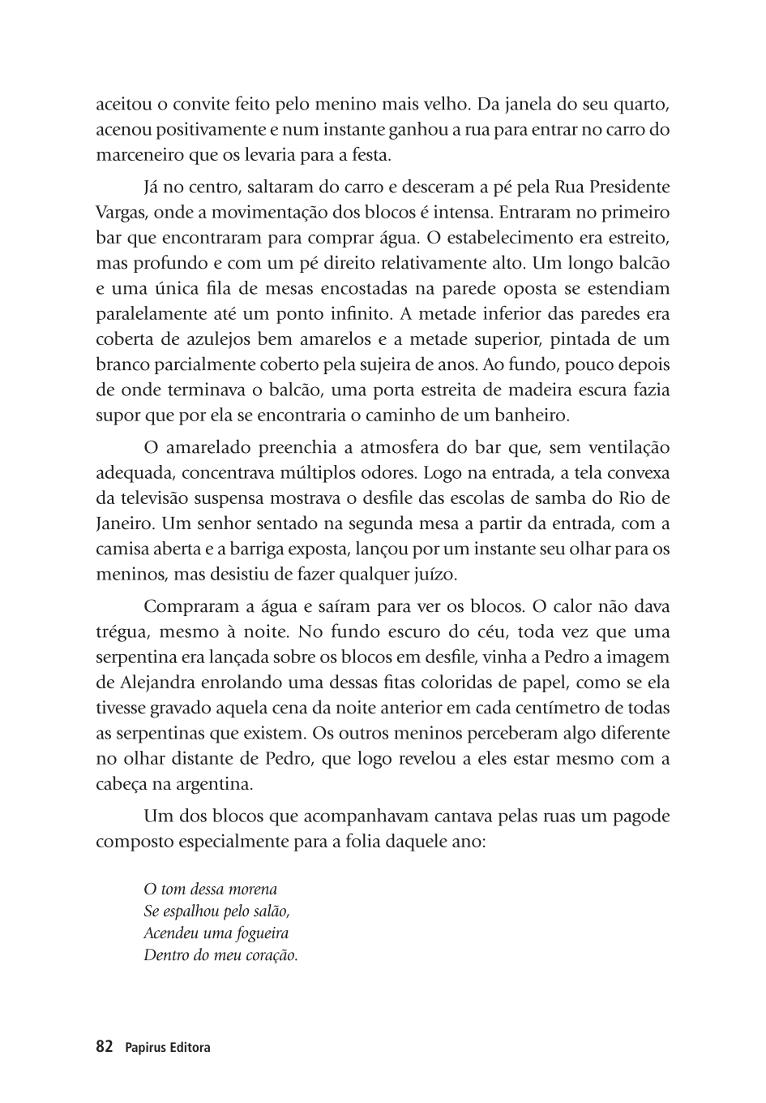 aceitou o convite feito pelo menino mais velho. Da janela do seu quarto,
acenou positivamente e num instante ganhou a rua para entrar no carro do
marceneiro que os levaria para a festa.
Já no centro, saltaram do carro e desceram a pé pela Rua Presidente
Vargas, onde a movimentação dos blocos é intensa. Entraram no primeiro
bar que encontraram para comprar água. O estabelecimento era estreito,
mas profundo e com um pé direito relativamente alto. Um longo balcão
e uma única fila de mesas encostadas na parede oposta se estendiam
paralelamente até um ponto infinito. A metade inferior das paredes era
coberta de azulejos bem amarelos e a metade superior, pintada de um
branco parcialmente coberto pela sujeira de anos. Ao fundo, pouco depois
de onde terminava o balcão, uma porta estreita de madeira escura fazia
supor que por ela se encontraria o caminho de um banheiro.
O amarelado preenchia a atmosfera do bar que, sem ventilação
adequada, concentrava múltiplos odores. Logo na entrada, a tela convexa
da televisão suspensa mostrava o desfile das escolas de samba do Rio de
Janeiro. Um senhor sentado na segunda mesa a partir da entrada, com a
camisa aberta e a barriga exposta, lançou por um instante seu olhar para os
meninos, mas desistiu de fazer qualquer juízo.
Compraram a água e saíram para ver os blocos. O calor não dava
trégua, mesmo à noite. No fundo escuro do céu, toda vez que uma
serpentina era lançada sobre os blocos em desfile, vinha a Pedro a imagem
de Alejandra enrolando uma dessas fitas coloridas de papel, como se ela
tivesse gravado aquela cena da noite anterior em cada centímetro de todas
as serpentinas que existem. Os outros meninos perceberam algo diferente
no olhar distante de Pedro, que logo revelou a eles estar mesmo com a
cabeça na argentina.
Um dos blocos que acompanhavam cantava pelas ruas um pagode
composto especialmente para a folia daquele ano:
O tom dessa morena
Se espalhou pelo salão,
Acendeu uma fogueira
Dentro do meu coração.
82 Papirus Editora